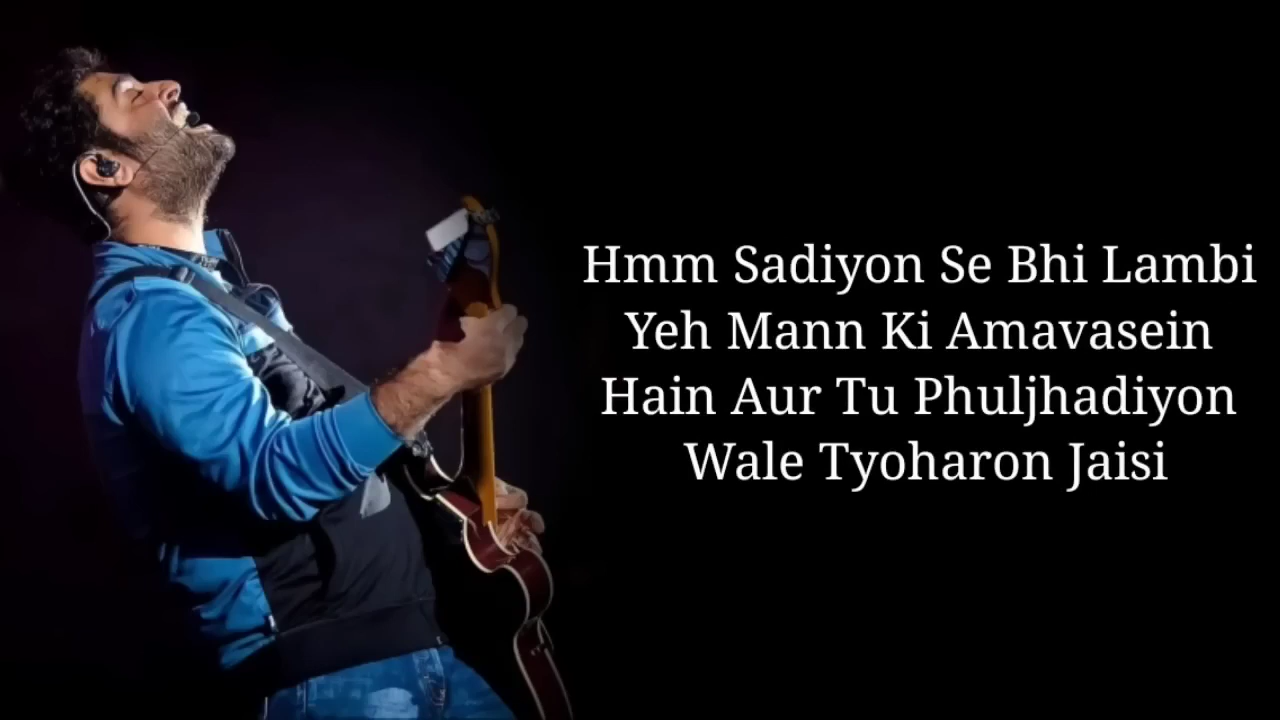 Hmm Sadiyon Se Bhi Lambi
Yeh Mann Ki Amavasein
Hain Aur Tu Phuljhadiyon
Wale Tyoharon Jaisi